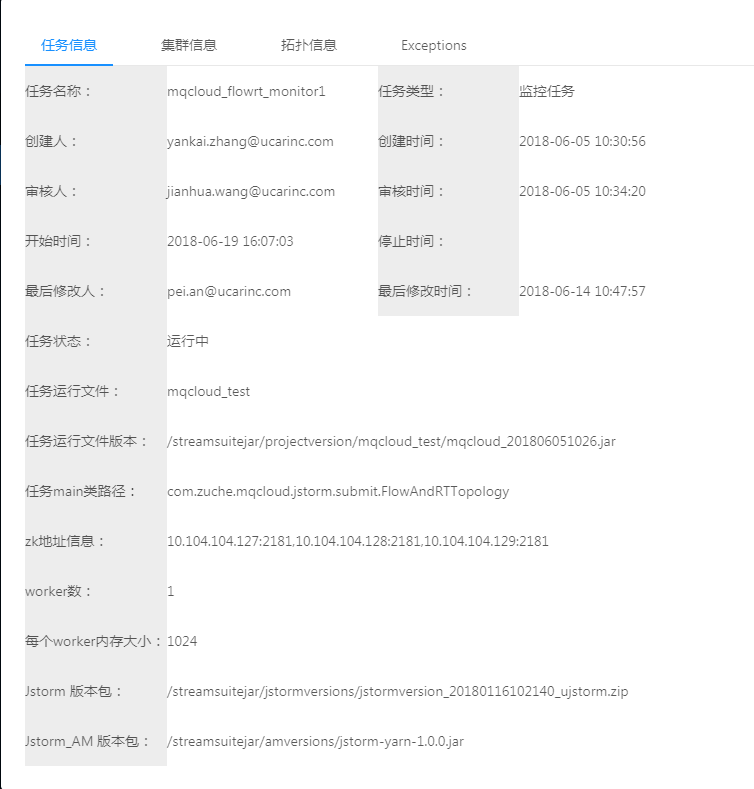 任务信息 集群信息 拓扑信息 Exceptions
任务名称： mqcloud_flowrt_monitor1 任务类型： 监控任务
创建人： yankai.zhang@ucarinc.com 创建时间： 2018-06-05 10:30:56
审核人： jianhua.wang@ucarinc.com 审核时间： 2018-06-05 10:34:20
开始时间： 2018-06-19 16:07:03 停止时间：
最后修改人： pei.an@ucarinc.com 最后修改时间： 2018-06-14 10:47:57
任务状态： 运行中
任务运行文件： mqcloud_test
任务运行文件版本： /streamsuitejar/projectversion/mqcloud_test/mqcloud_201806051026.jar
任务main类路径： com.zuche.mqcloud.jstorm.submit.FlowAndRTTopology
zk地址信息： 10.104.104.127:2181,10.104.104.128:2181,10.104.104.129:2181
worker数： 1
每个worker内存大小： 1024
Jstorm 版本包： /streamsuitejar/jstormversions/jstormversion_20180116102140_ujstorm.zip
Jstorm_AM 版本包： /streamsuitejar/amversions/jstorm-yarn-1.0.0.jar